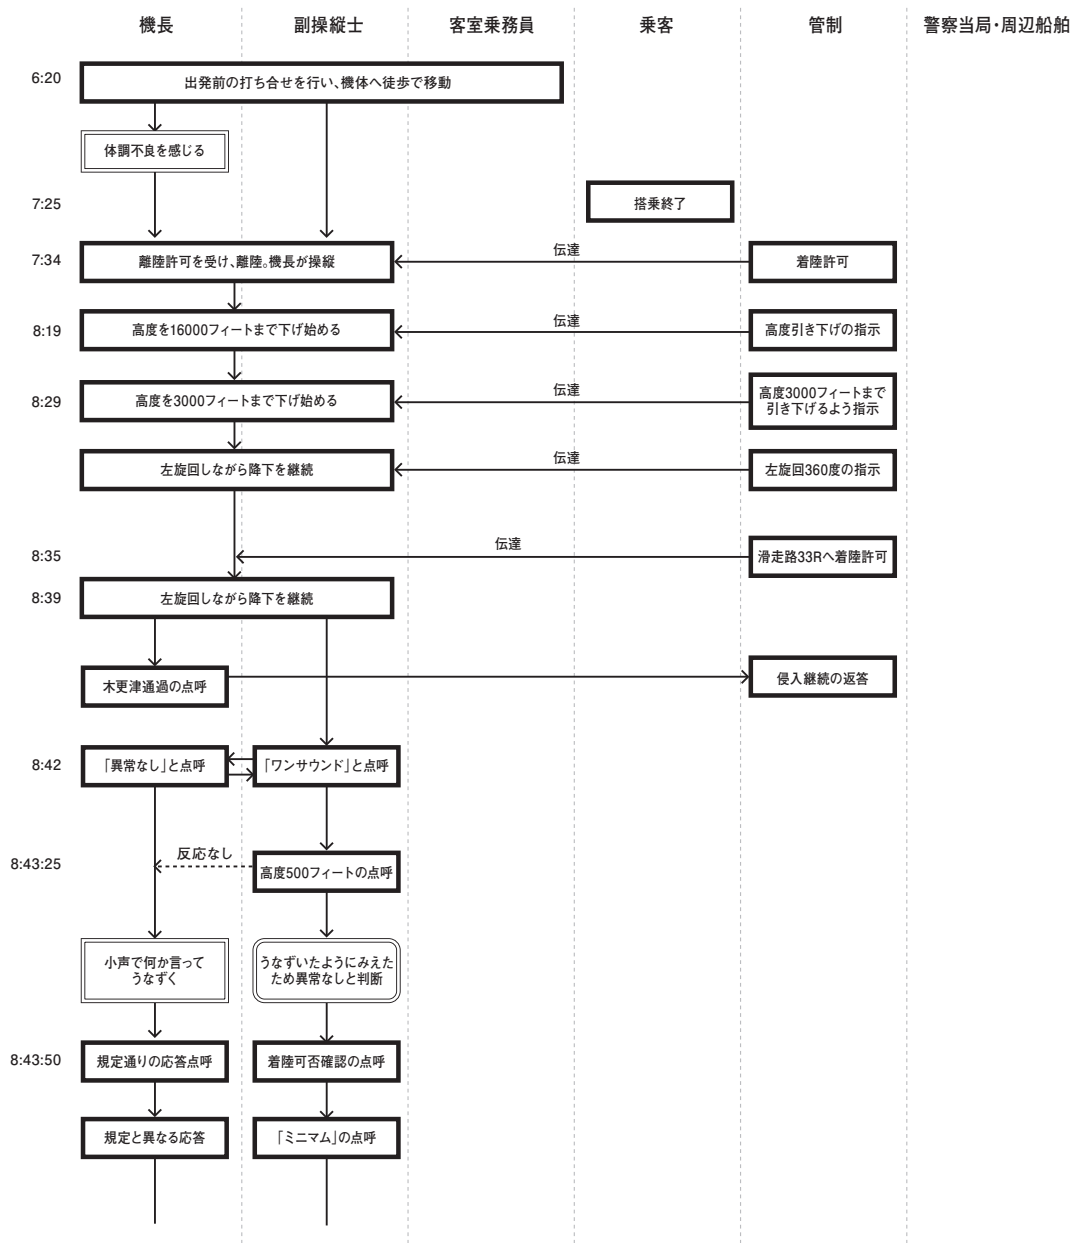 機長
副操縦士
客室乗務員
乗客
管制
警察当局・周辺船舶
6:20
出発前の打ち合せを行い、機体へ徒歩で移動
体調不良を感じる
7:25
搭乗終了
7:34
離陸許可を受け、離陸。機長が操縦
伝達
着陸許可
8:19
高度を16000フィートまで下げ始める
伝達
高度引き下げの指示
8:29
高度を3000フィートまで下げ始める
伝達
高度3000フィートまで
引き下げるよう指示
左旋回しながら降下を継続
伝達
左旋回360度の指示
8:35
伝達
滑走路33Rへ着陸許可
8:39
左旋回しながら降下を継続
木更津通過の点呼
侵入継続の返答
8:42
「異常なし」と点呼
「ワンサウンド」と点呼
8:43:25
反応なし
高度500フィートの点呼
小声で何か言って
うなずく
うなずいたようにみえた
ため異常なしと判断
8:43:50
規定通りの応答点呼
着陸可否確認の点呼
規定と異なる応答
「ミニマム」の点呼